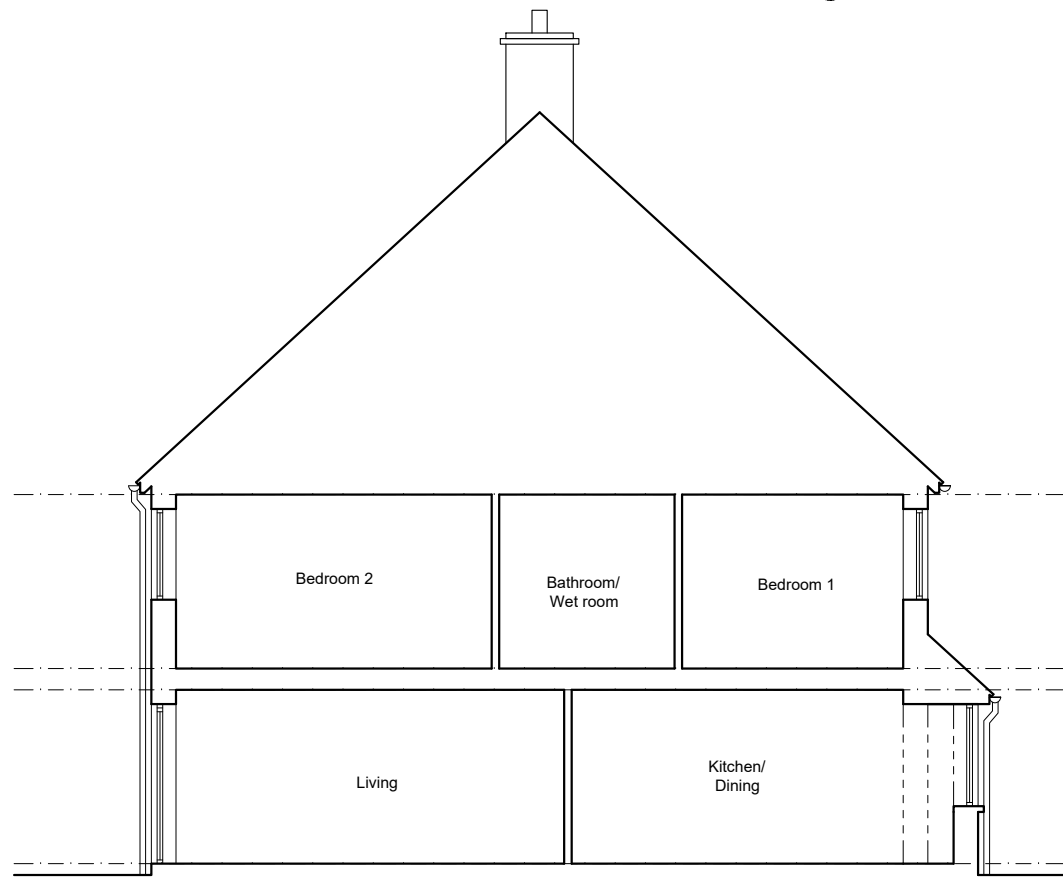 Bedroom 2
Bathroom/
Wet room
Bedroom 1
Living
Kitchen/
Dining